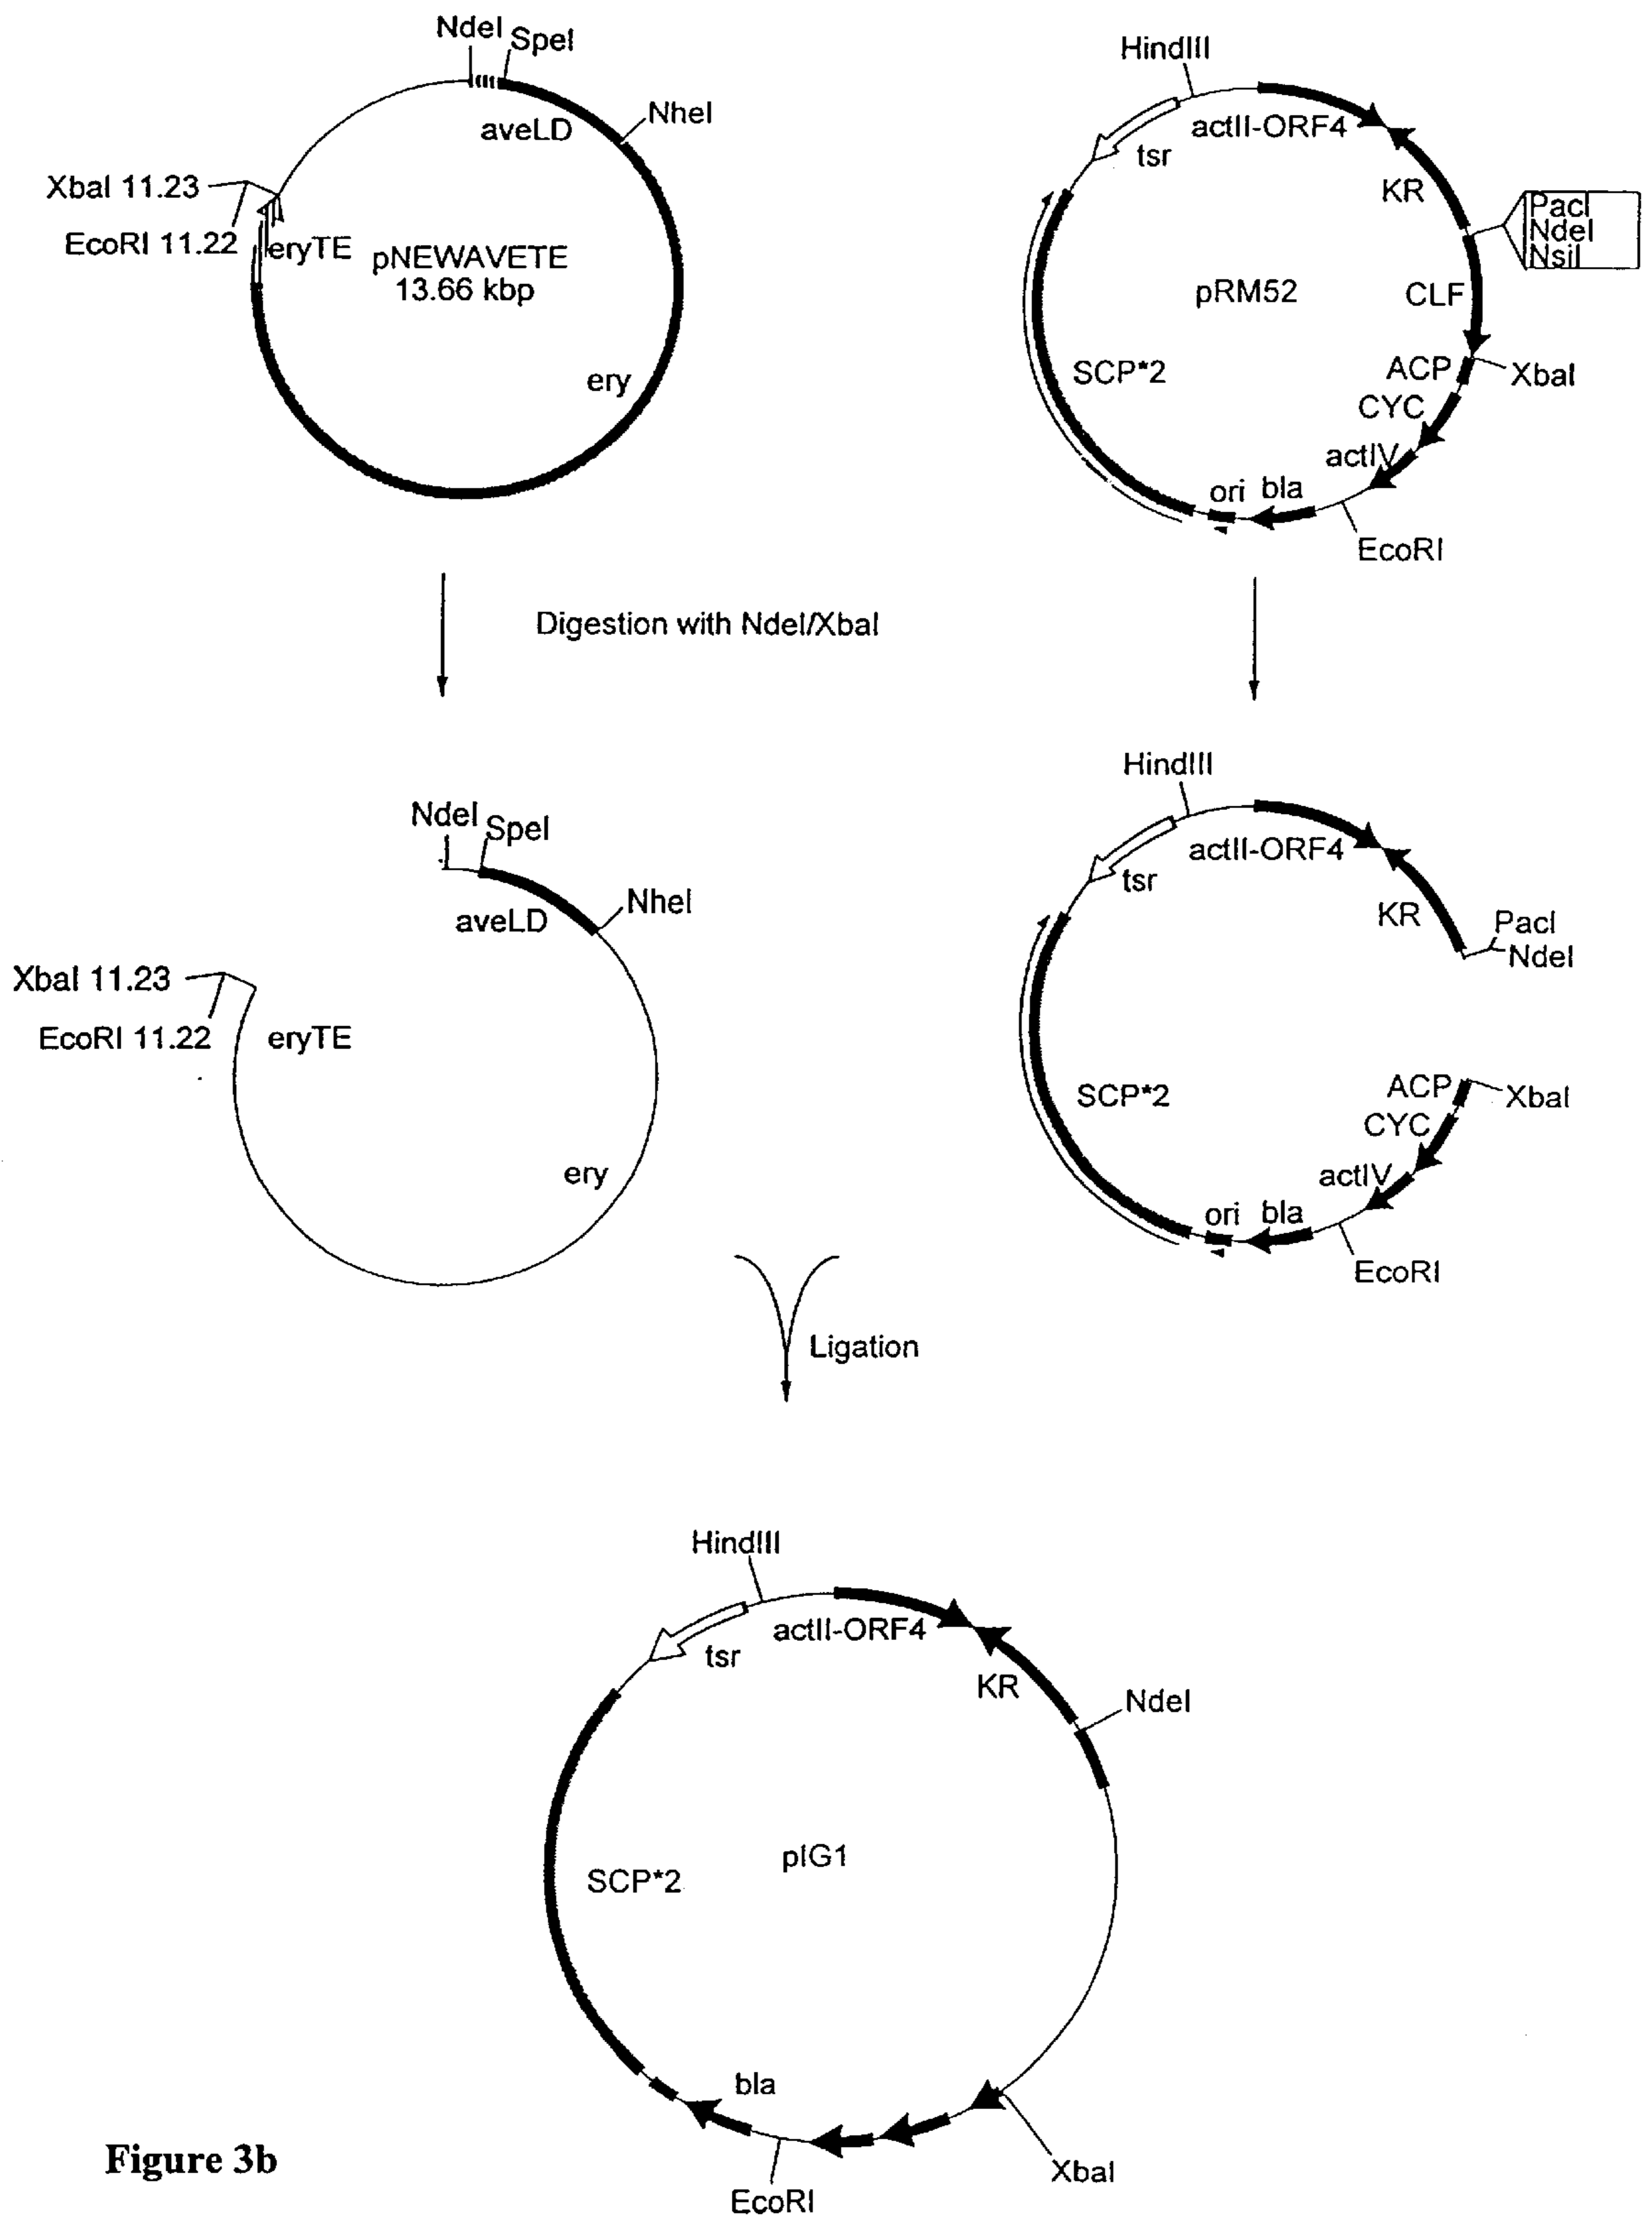 NdeI
SpeI
aveLD
NheI
XbaI 11.23
EcoRI 11.22
eryTE
pNEWAVETE
13.66 kbp
ery
HindIII
actII-ORF4
tsr
KR
PacI
NdeI
NsiI
pRM52
CLF
SCP*2
ACP
XbaI
CYC
actIV
ori
bla
EcoRI
Digestion with NdeI/XbaI
NdeI
SpeI
aveLD
NheI
XbaI 11.23
EcoRI 11.22
eryTE
ery
HindIII
actII-ORF4
tsr
KR
PacI
NdeI
SCP*2
ACP
XbaI
CYC
actIV
ori
bla
EcoRI
Ligation
HindIII
actII-ORF4
tsr
KR
NdeI
pIG1
SCP*2
bla
EcoRI
XbaI
Figure 3b